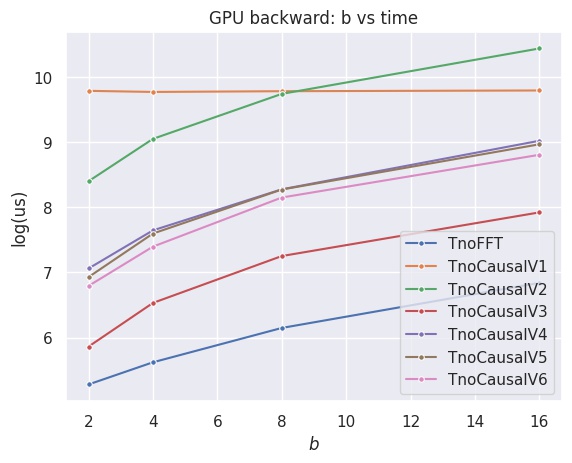 GPU backward: b vs time
log(us)
10
9
8
7
6
2
4
6
8
10
12
14
16
b
TnoFFT
TnoCausalV1
TnoCausalV2
TnoCausalV3
TnoCausalV4
TnoCausalV5
TnoCausalV6